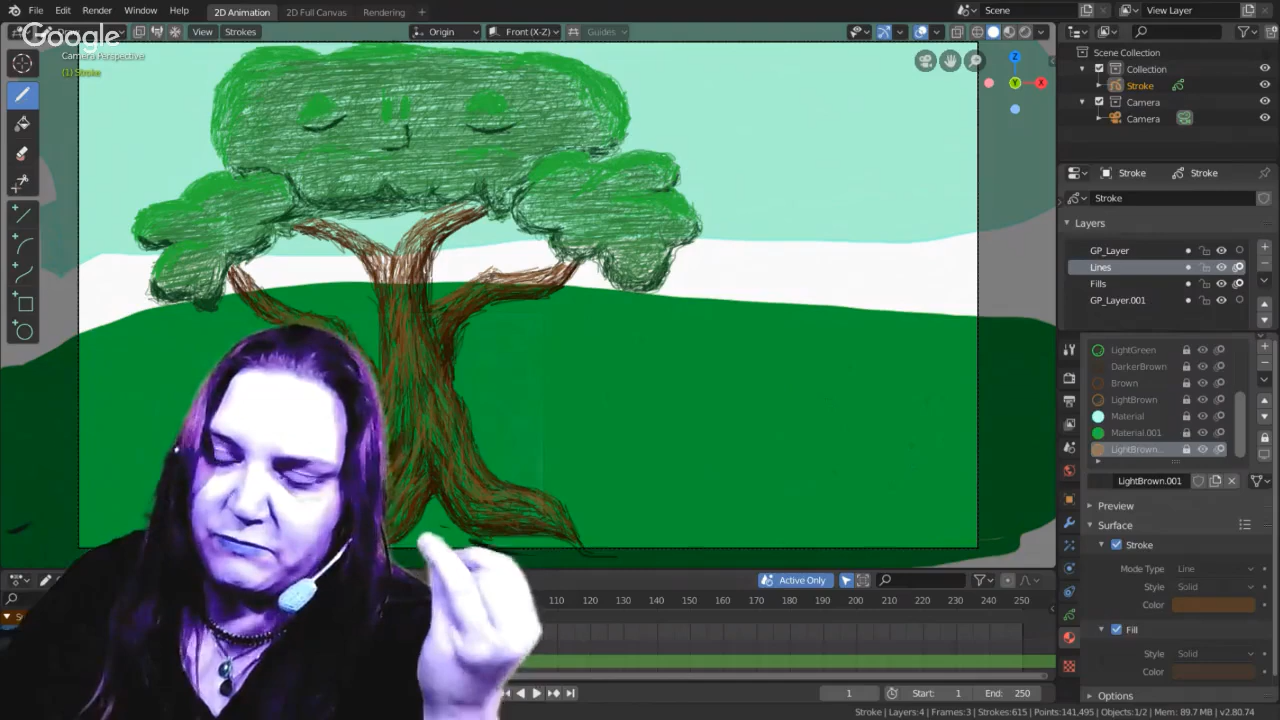 File Edit Render Window Help 2D Animation 2D Full Canvas Rendering + Scene View Layer
Google View Strokes Origin Front (X-Z) Guides
Camera Perspective
(1) Stroke
Z
Y X
Scene Collection
Collection
Stroke
Camera
Camera
Stroke Stroke
Stroke
Layers
GP_Layer
Lines
Fills
GP_Layer.001
LightGreen
DarkerBrown
Brown
LightBrown
Material
Material.001
LightBrown...
LightBrown.001
Preview
Surface
Stroke
Mode Type Line
Style Solid
Color
Fill
Style Solid
Color
Options
Active Only
110 120 130 140 150 160 170 180 190 200 210 220 230 240 250
1 Start: 1 End: 250
Stroke | Layers:4 | Frames:3 | Strokes:615 | Points:141,495 | Objects:1/2 | Mem: 89.7 MB | v2.80.74